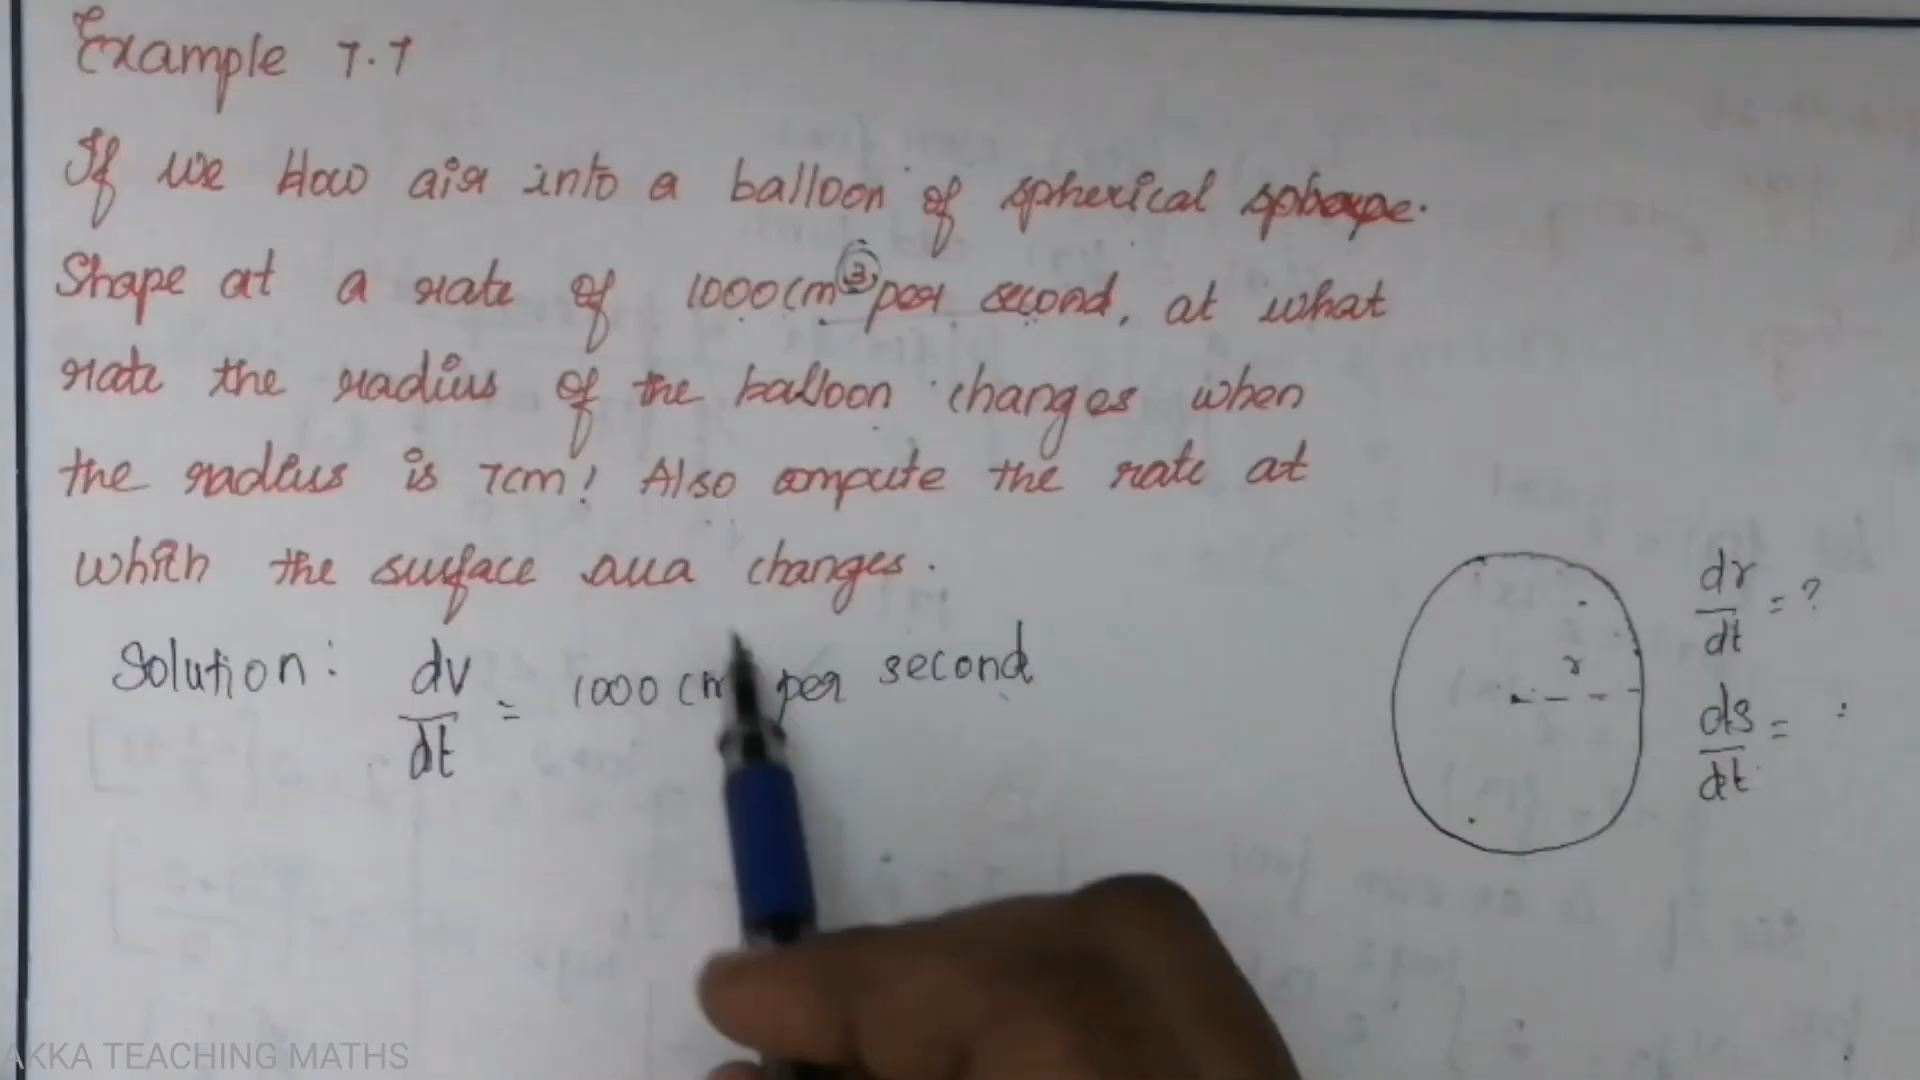 Example 7.7
If we blow air into a balloon of spherical
Shape at a rate of 1000cm³ per second, at what
rate the radius of the balloon changes when
the radius is 7cm! Also compute the rate at
which the surface area changes.
Solution: dv/dt = 1000 cm per second
dr/dt = ?
r
ds/dt = :
AKKA TEACHING MATHS